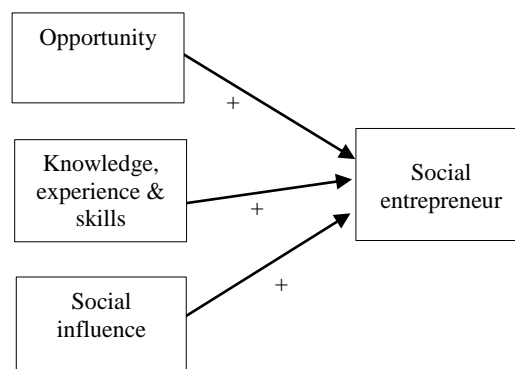 Opportunity
+
Knowledge,
experience &
skills
+
Social
entrepreneur
+
Social
influence